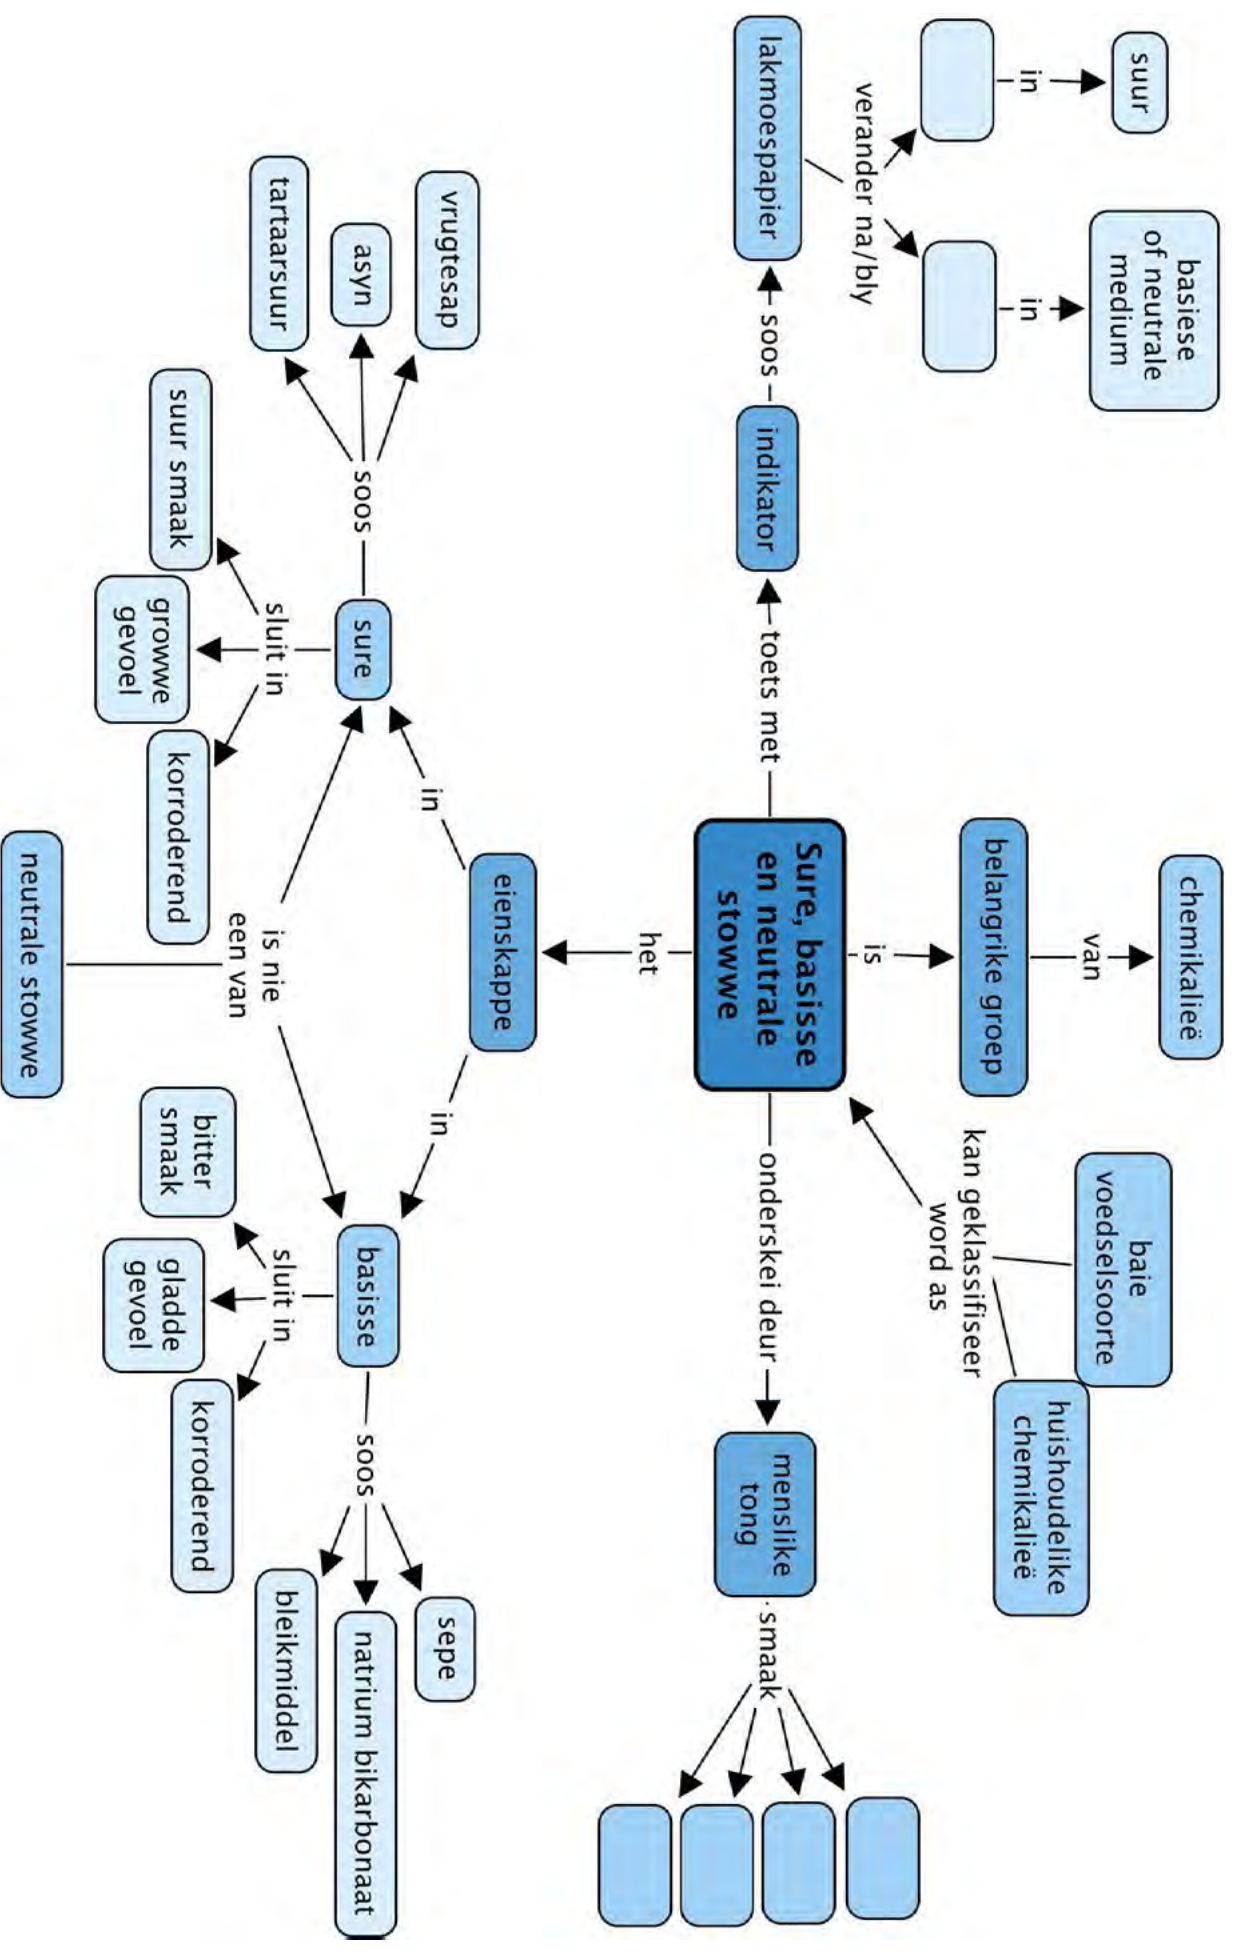 suur
basiese
of neutrale
medium
in
in
verander na/bly
lakmoespapier
soos
indikator
toets met
chemikalieë
van
belangrike groep
is
Sure, basisse
en neutrale
stowwe
baie
voedselsoorte
huishoudelike
chemikalieë
kan geklassifiseer
word as
onderskei deur
menslike
tong
smaak
het
eienskappe
in
in
vrugtesap
asyn
tartaarsuur
soos
sure
sluit in
suur smaak
growwe
gevoel
korroderend
is nie
een van
neutrale stowwe
basisse
sluit in
bitter
smaak
gladde
gevoel
korroderend
soos
sepe
natrium bikarbonaat
bleikmiddel